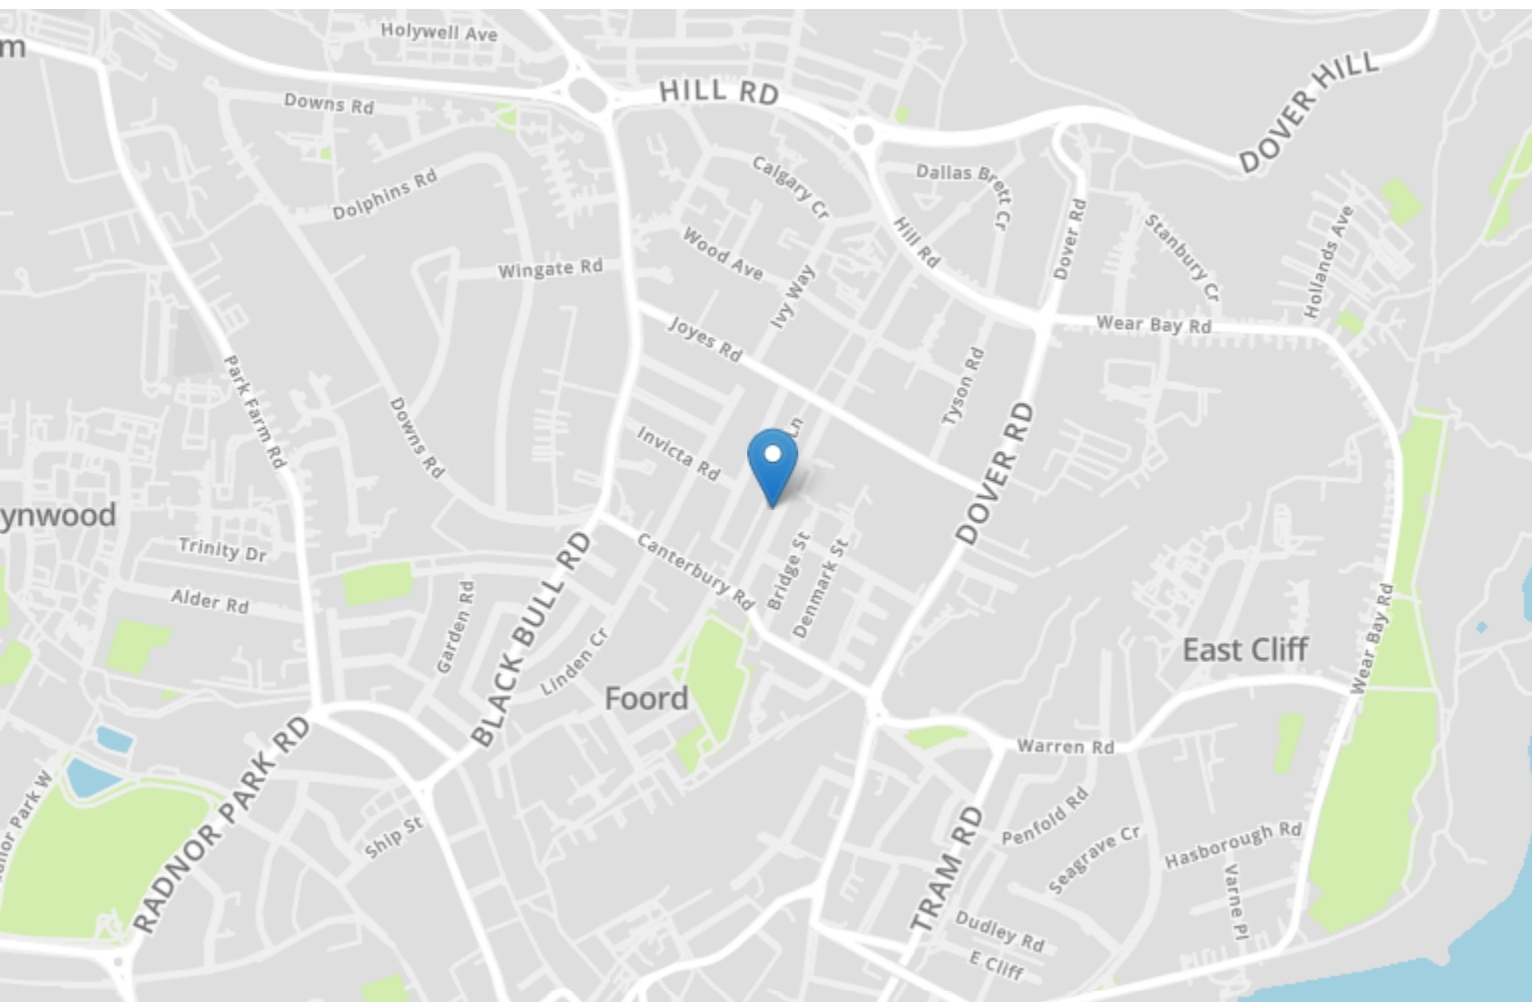 Holywell Ave
m
HILL RD
DOVER HILL
Downs Rd
Dolphins Rd
Calgary Cr
Dallas Brett Cr
Hill Rd
Dover Rd
Stanbury Cr
Hollands Ave
Wood Ave
Wingate Rd
Ivy Way
Joyes Rd
Wear Bay Rd
Tyson Rd
Park Farm Rd
Downs Rd
Invicta Rd
Ln
DOVER RD
ynwood
Trinity Dr
Alder Rd
Canterbury Rd
Bridge St
Denmark St
BLACK BULL RD
Garden Rd
Linden Cr
Foord
East Cliff
Wear Bay Rd
RADNOR PARK RD
Warren Rd
nor Park W
Ship St
TRAM RD
Penfold Rd
Seagrave Cr
Hasborough Rd
Varne Pl
Dudley Rd
E Cliff